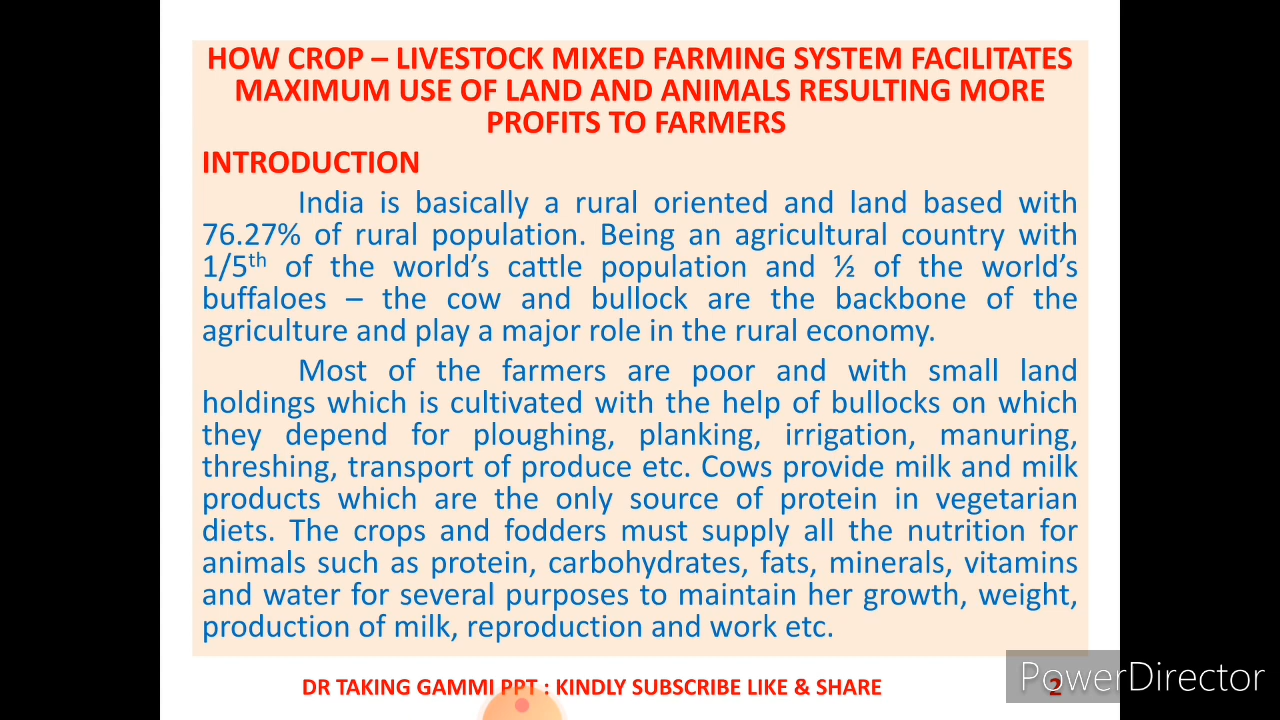 HOW CROP – LIVESTOCK MIXED FARMING SYSTEM FACILITATES
MAXIMUM USE OF LAND AND ANIMALS RESULTING MORE
PROFITS TO FARMERS
INTRODUCTION
India is basically a rural oriented and land based with
76.27% of rural population. Being an agricultural country with
1/5th of the world’s cattle population and ½ of the world’s
buffaloes – the cow and bullock are the backbone of the
agriculture and play a major role in the rural economy.
Most of the farmers are poor and with small land
holdings which is cultivated with the help of bullocks on which
they depend for ploughing, planking, irrigation, manuring,
threshing, transport of produce etc. Cows provide milk and milk
products which are the only source of protein in vegetarian
diets. The crops and fodders must supply all the nutrition for
animals such as protein, carbohydrates, fats, minerals, vitamins
and water for several purposes to maintain her growth, weight,
production of milk, reproduction and work etc.
DR TAKING GAMMI PPT : KINDLY SUBSCRIBE LIKE & SHARE
2
PowerDirector